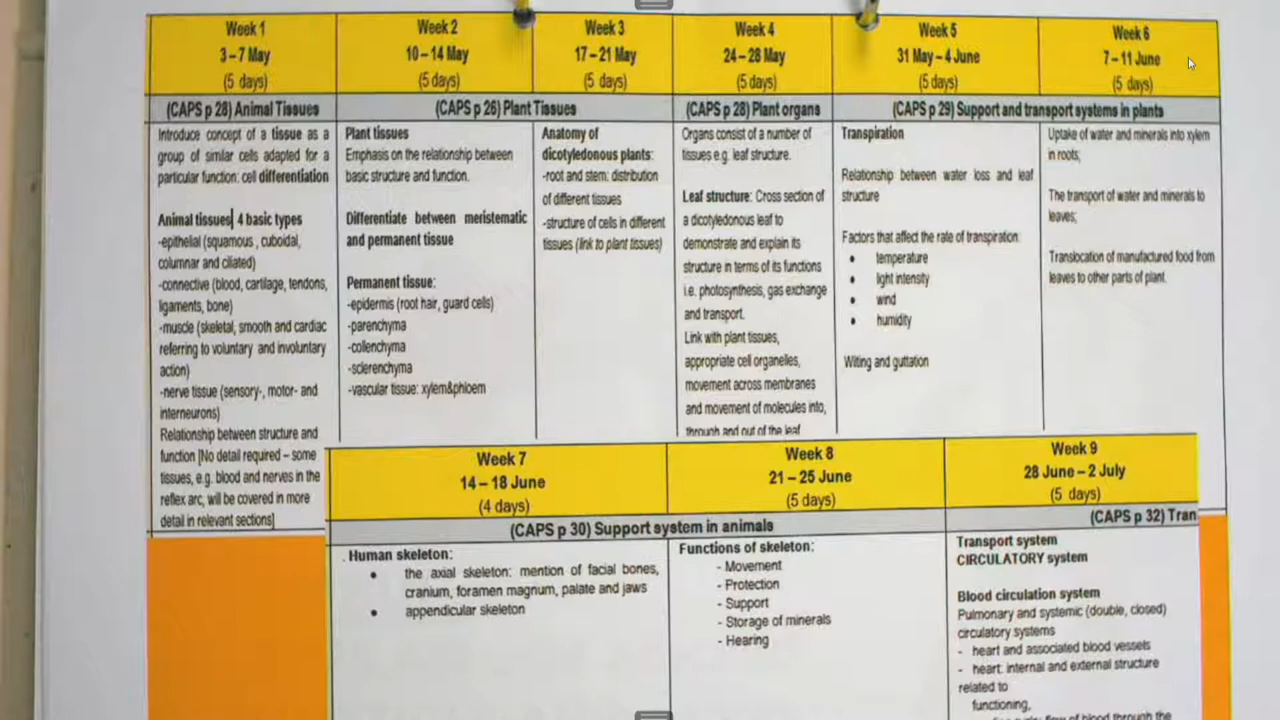 Week 1
3 – 7 May
(5 days)
Week 2
10 – 14 May
(5 days)
Week 3
17 – 21 May
(5 days)
Week 4
24 – 28 May
(5 days)
Week 5
31 May – 4 June
(5 days)
Week 6
7 – 11 June
(5 days)
(CAPS p 28) Animal Tissues
(CAPS p 26) Plant Tissues
(CAPS p 28) Plant organs
(CAPS p 29) Support and transport systems in plants
Introduce concept of a tissue as a
group of similar cells adapted for a
particular function: cell differentiation
Animal tissues 4 basic types
-epithelial (squamous , cuboidal,
columnar and ciliated)
-connective (blood, cartilage, tendons,
ligaments, bone)
-muscle (skeletal, smooth and cardiac
referring to voluntary and involuntary
action)
-nerve tissue (sensory-, motor- and
interneurons)
Relationship between structure and
function [No detail required – some
tissues, e.g. blood and nerves in the
reflex arc, will be covered in more
detail in relevant sections]
Plant tissues
Emphasis on the relationship between
basic structure and function.
Differentiate between meristematic
and permanent tissue
Permanent tissue:
-epidermis (root hair, guard cells)
-parenchyma
-collenchyma
-sclerenchyma
-vascular tissue: xylem&phloem
Anatomy of
dicotyledonous plants:
-root and stem: distribution
of different tissues
-structure of cells in different
tissues (link to plant tissues)
Organs consist of a number of
tissues e.g. leaf structure.
Leaf structure: Cross section of
a dicotyledonous leaf to
demonstrate and explain its
structure in terms of its functions
i.e. photosynthesis, gas exchange
and transport.
Link with plant tissues,
appropriate cell organelles,
movement across membranes
and movement of molecules into,
through and out of the leaf
Transpiration
Relationship between water loss and leaf
structure
Factors that affect the rate of transpiration:
• temperature
• light intensity
• wind
• humidity
Wilting and guttation
Uptake of water and minerals into xylem
in roots;
The transport of water and minerals to
leaves;
Translocation of manufactured food from
leaves to other parts of plant.
Week 7
14 – 18 June
(4 days)
Week 8
21 – 25 June
(5 days)
Week 9
28 June – 2 July
(5 days)
(CAPS p 30) Support system in animals
(CAPS p 32) Tran
Human skeleton:
• the axial skeleton: mention of facial bones,
cranium, foramen magnum, palate and jaws
• appendicular skeleton
Functions of skeleton:
- Movement
- Protection
- Support
- Storage of minerals
- Hearing
Transport system
CIRCULATORY system
Blood circulation system
Pulmonary and systemic (double, closed)
circulatory systems
- heart and associated blood vessels
- heart: internal and external structure
related to
functioning,
flow of blood through the